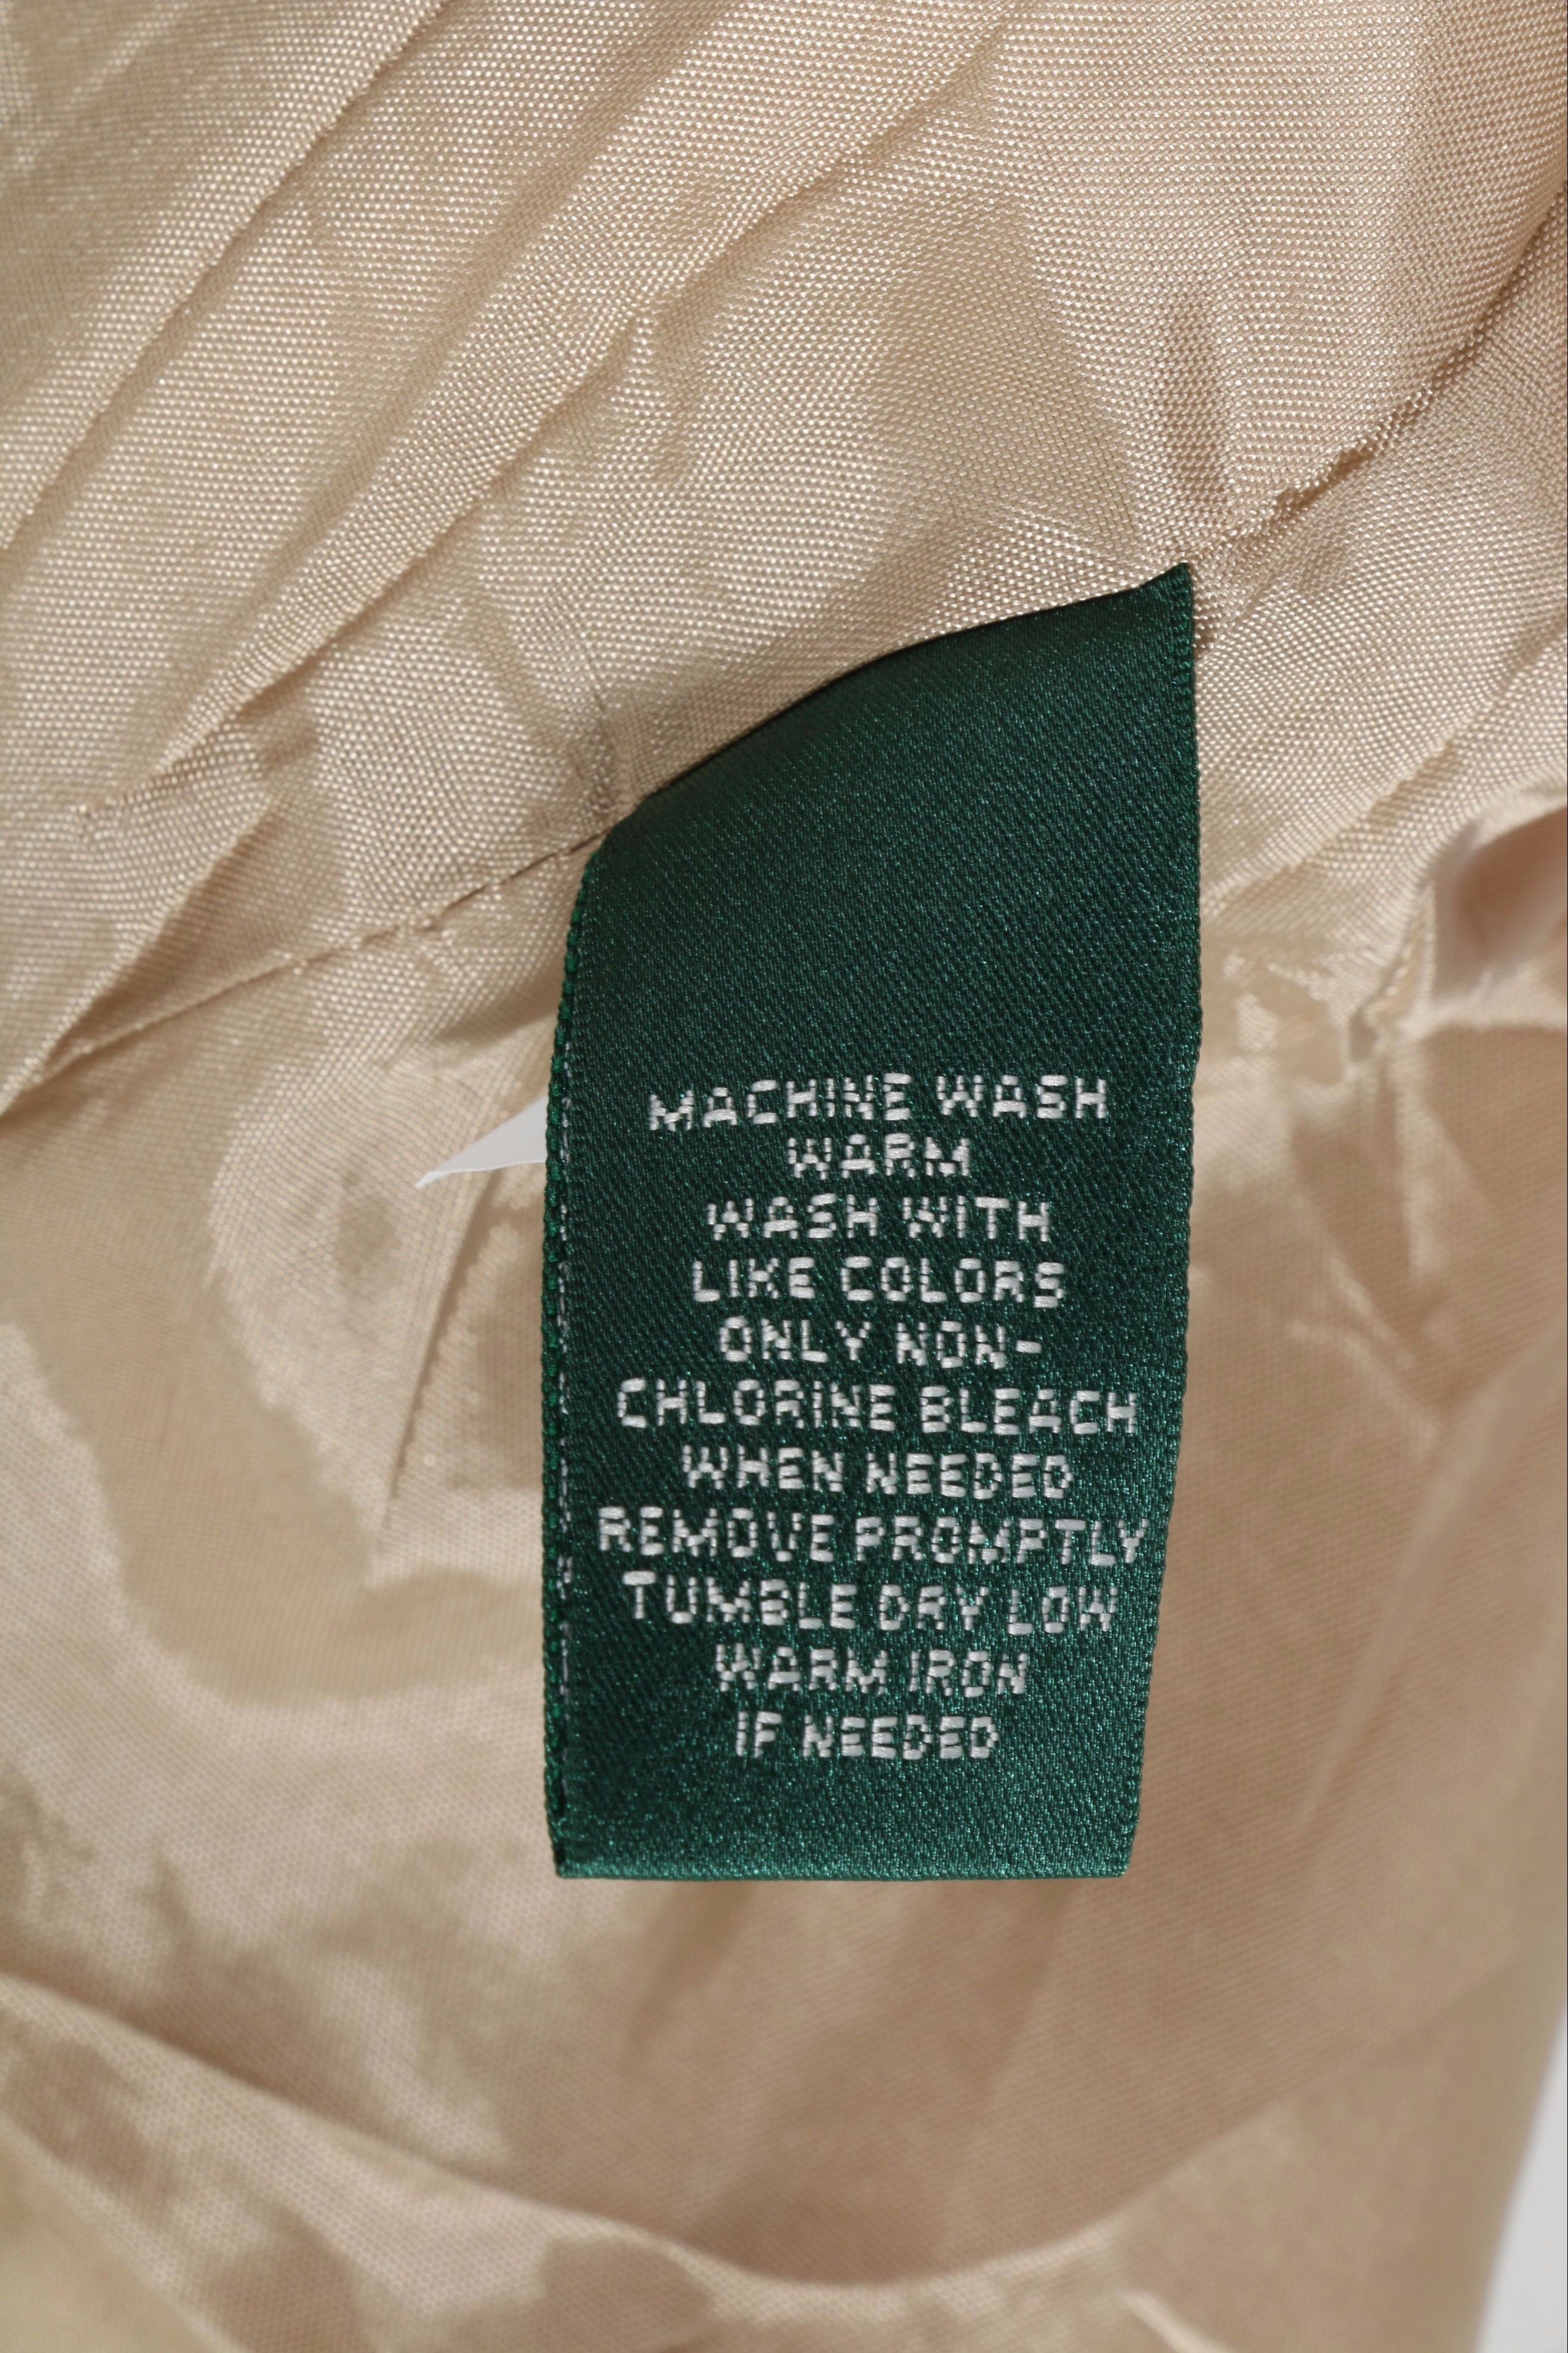 MACHINE WASH
WARM
WASH WITH
LIKE COLORS
ONLY NON-
CHLORINE BLEACH
WHEN NEEDED
REMOVE PROMPTLY
TUMBLE DRY LOW
WARM IRON
IF NEEDED